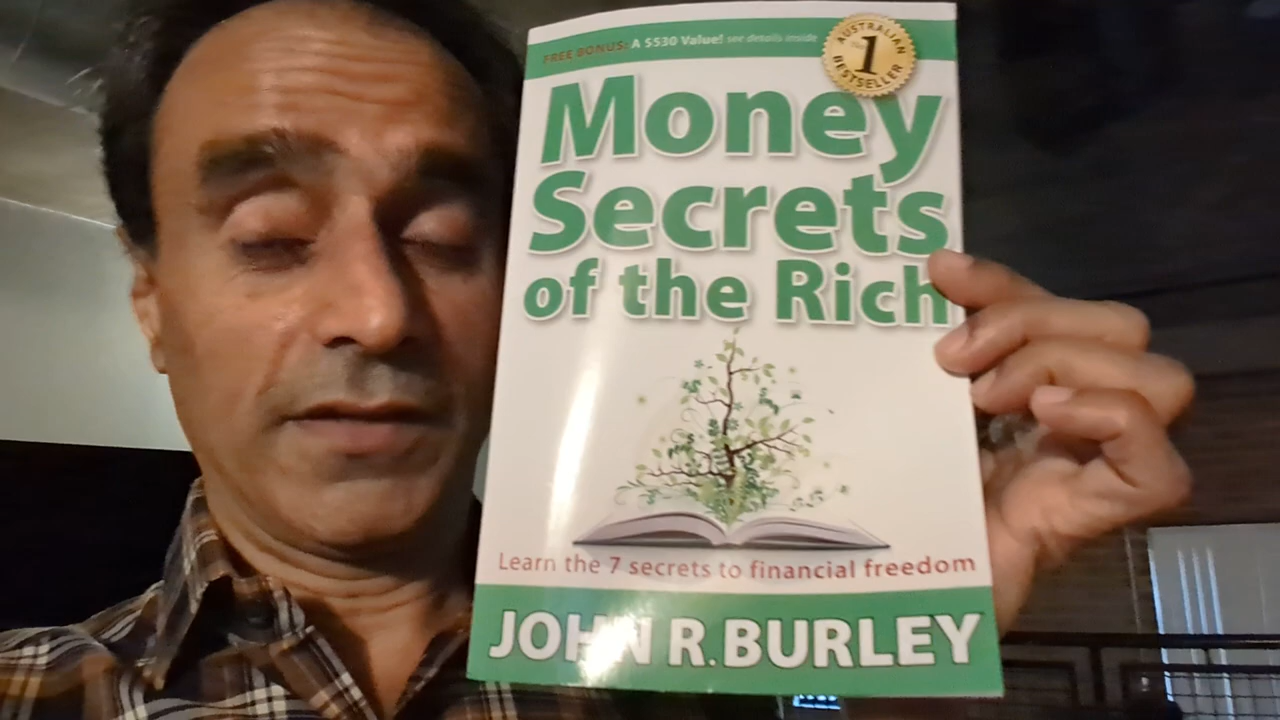 FREE BONUS: A $530 Value! see details inside
AUSTRALIAN
#1
BESTSELLER
Money
Secrets
of the Rich
Learn the 7 secrets to financial freedom
JOHN R. BURLEY